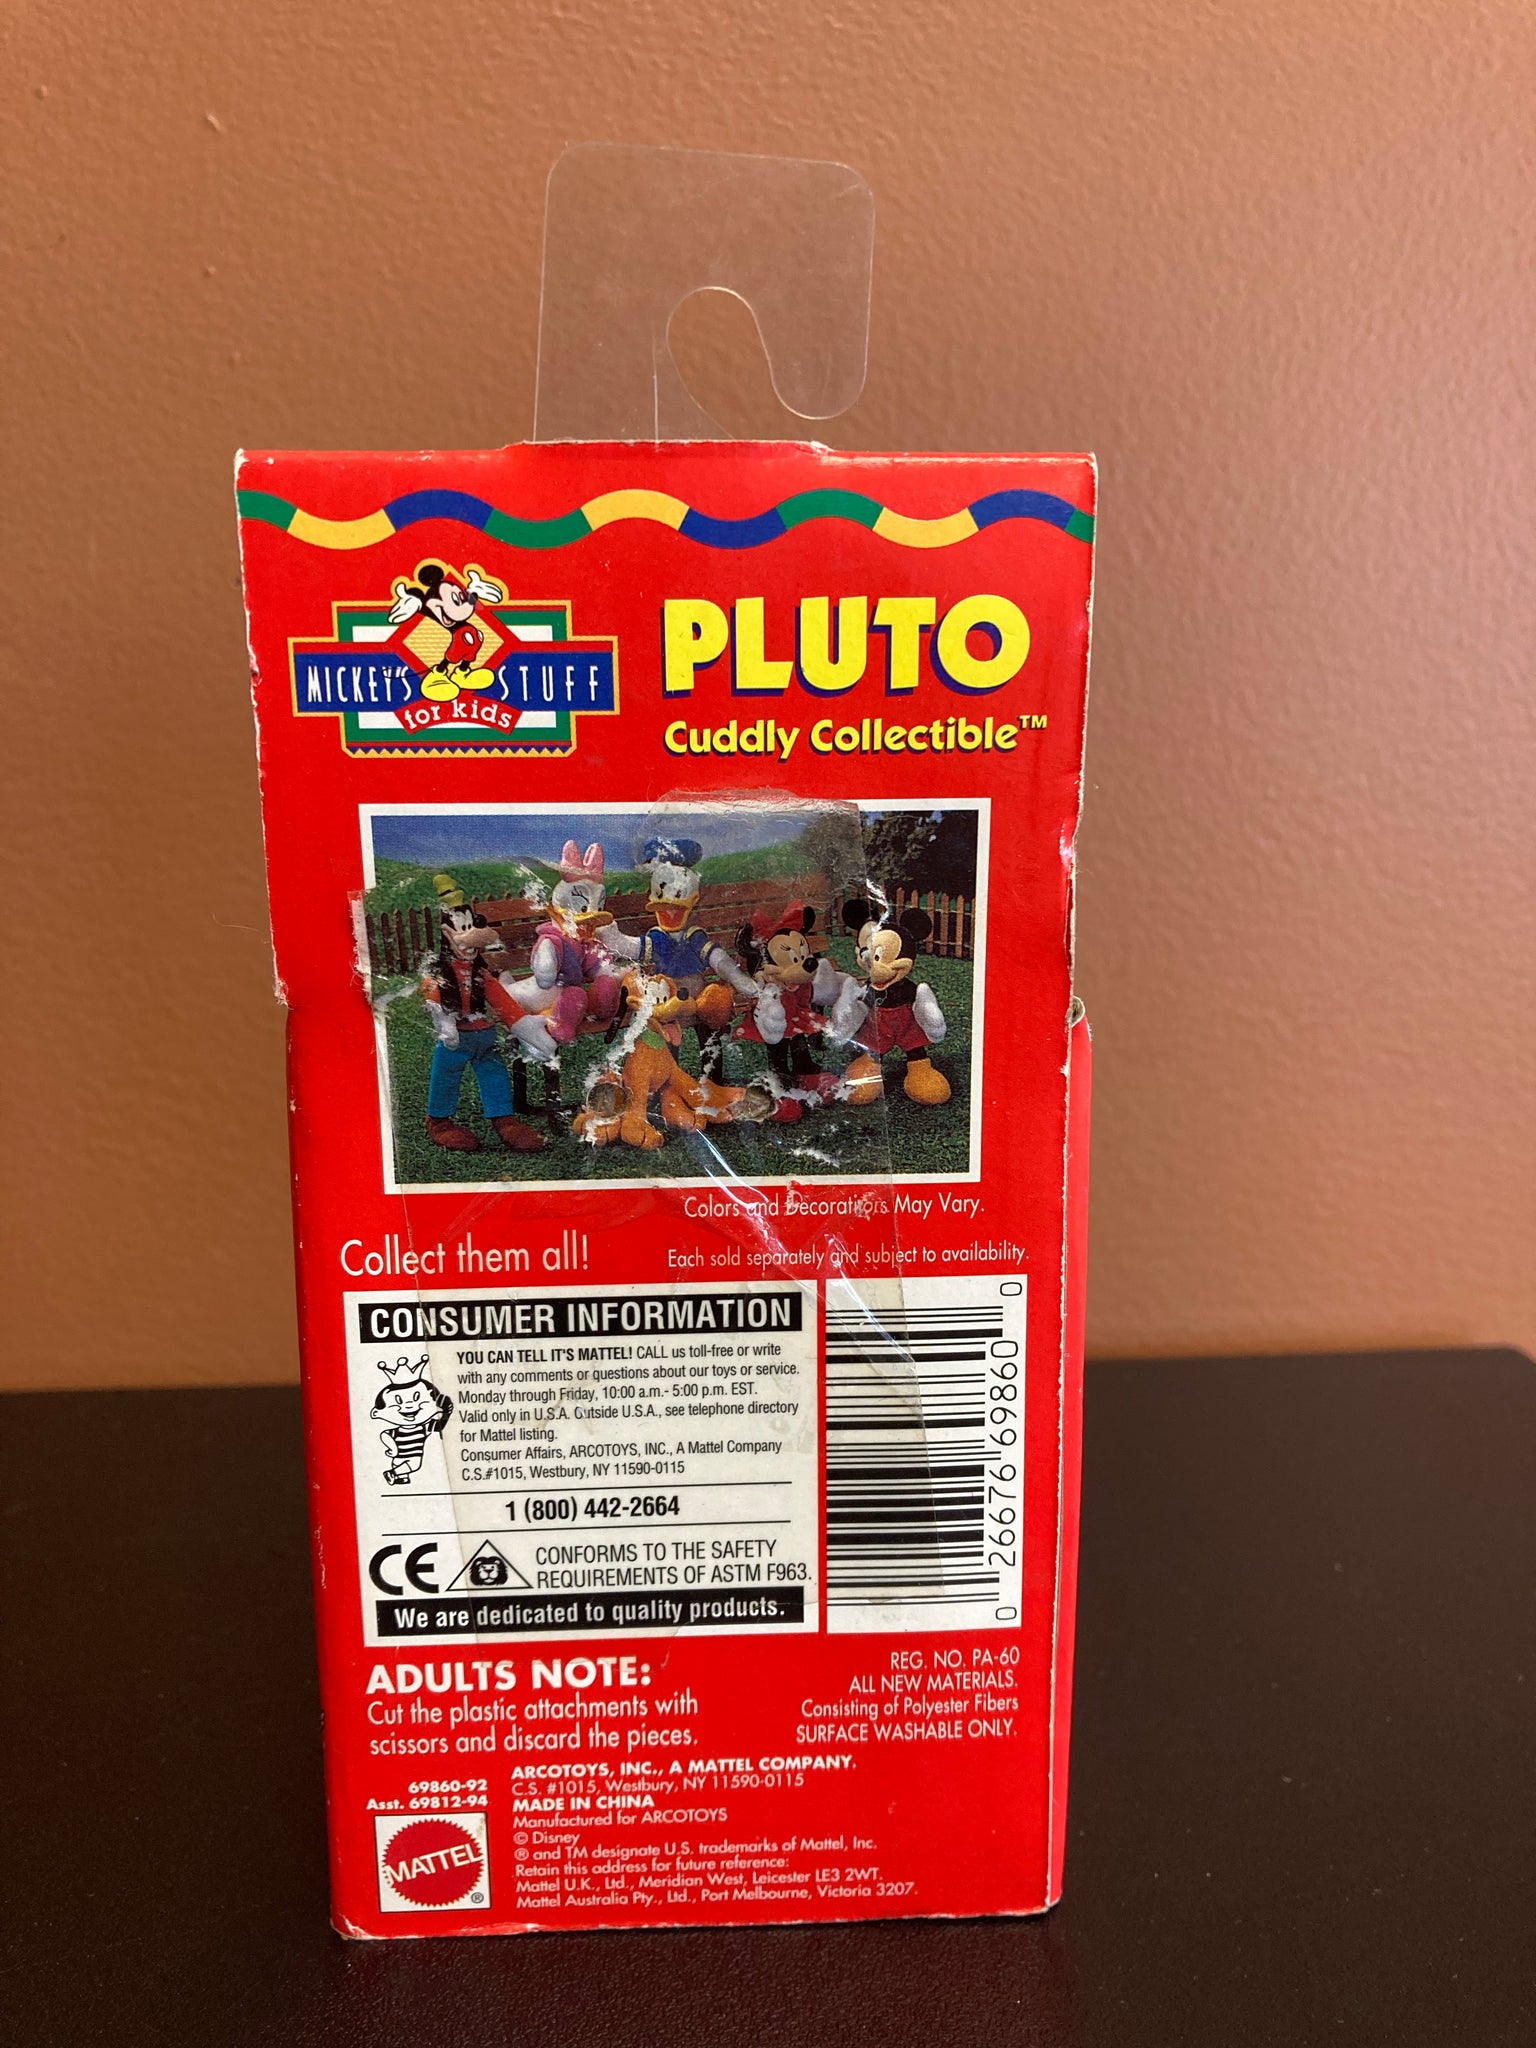 MICKEY'S STUFF
for kids
PLUTO
Cuddly Collectible™
Colors and Decorations May Vary.
Collect them all!
Each sold separately and subject to availability.
CONSUMER INFORMATION
YOU CAN TELL IT'S MATTEL! CALL us toll-free or write
with any comments or questions about our toys or service.
Monday through Friday, 10:00 a.m.- 5:00 p.m. EST.
Valid only in U.S.A. Outside U.S.A., see telephone directory
for Mattel listing.
Consumer Affairs, ARCOTOYS, INC., A Mattel Company
C.S.#1015, Westbury, NY 11590-0115
1 (800) 442-2664
CE
CONFORMS TO THE SAFETY
REQUIREMENTS OF ASTM F963.
We are dedicated to quality products.
0 26676 69860 0
ADULTS NOTE:
Cut the plastic attachments with
scissors and discard the pieces.
REG. NO. PA-60
ALL NEW MATERIALS.
Consisting of Polyester Fibers
SURFACE WASHABLE ONLY.
69860-92
Asst. 69812-94
MATTEL®
ARCOTOYS, INC., A MATTEL COMPANY.
C.S. #1015, Westbury, NY 11590-0115
MADE IN CHINA
Manufactured for ARCOTOYS
© Disney
® and TM designate U.S. trademarks of Mattel, Inc.
Retain this address for future reference:
Mattel U.K., Ltd., Meridian West, Leicester LE3 2WT.
Mattel Australia Pty., Ltd., Port Melbourne, Victoria 3207.